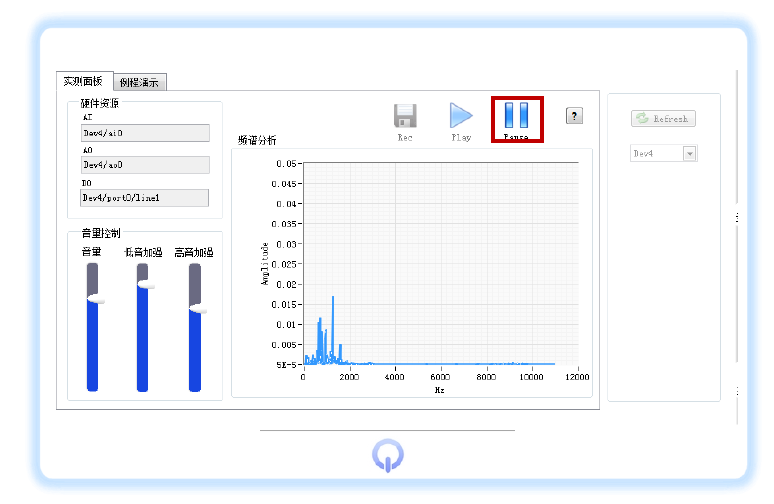 实测面板 例程演示
硬件资源
AI
Dev4/ai0
AO
Dev4/ao0
DO
Dev4/port0/line1
音量控制
音量 低音加强 高音加强
Rec Play Pause ?
频谱分析
0.05
0.045
0.04
0.035
0.03
0.025
0.02
0.015
0.01
0.005
5E-5
Amplitude
0 2000 4000 6000 8000 10000 12000
Hz
Refresh
Dev4